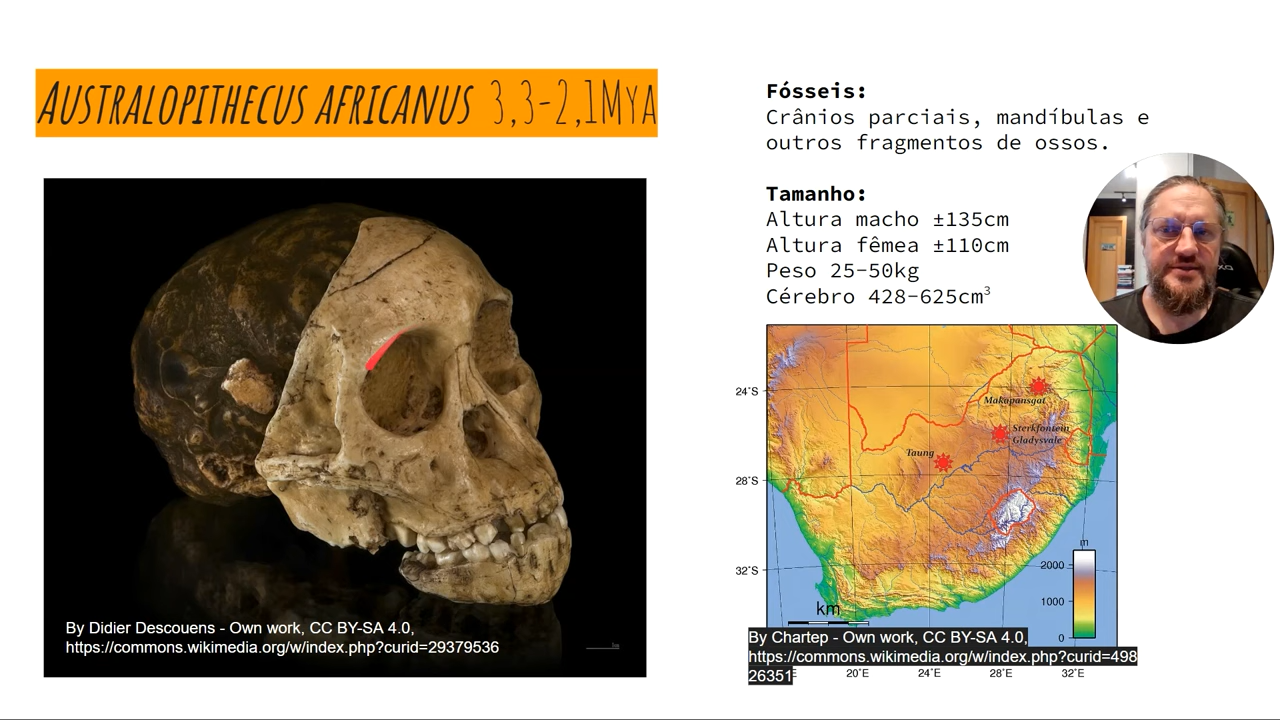 AUSTRALOPITHECUS AFRICANUS 3,3-2,1MYA
By Didier Descouens - Own work, CC BY-SA 4.0,
https://commons.wikimedia.org/w/index.php?curid=29379536
Fósseis:
Crânios parciais, mandíbulas e
outros fragmentos de ossos.
Tamanho:
Altura macho ±135cm
Altura fêmea ±110cm
Peso 25-50kg
Cérebro 428-625cm³
24°S
Makapansgat
Sterkfontein
Gladysvale
Taung
28°S
32°S
m
2000
1000
0
km
By Chartep - Own work, CC BY-SA 4.0,
https://commons.wikimedia.org/w/index.php?curid=498
26351
20°E
24°E
28°E
32°E